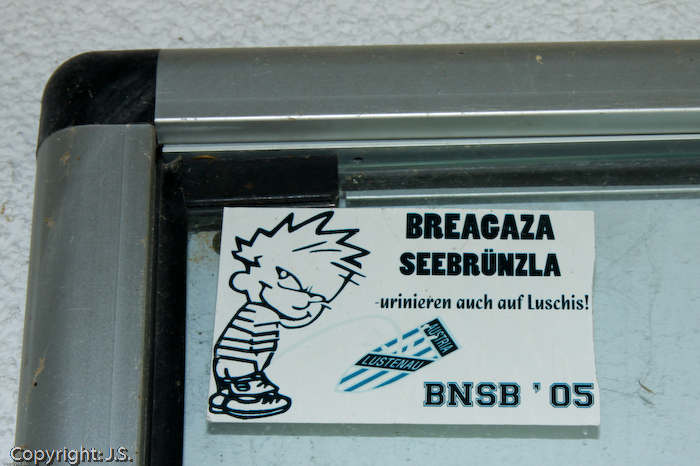 BREAGAZA
SEEBRÜNZLA
-urinieren auch auf Luschis!
AUSTRIA
LUSTENAU
BNSB '05
Copyright: J.S.